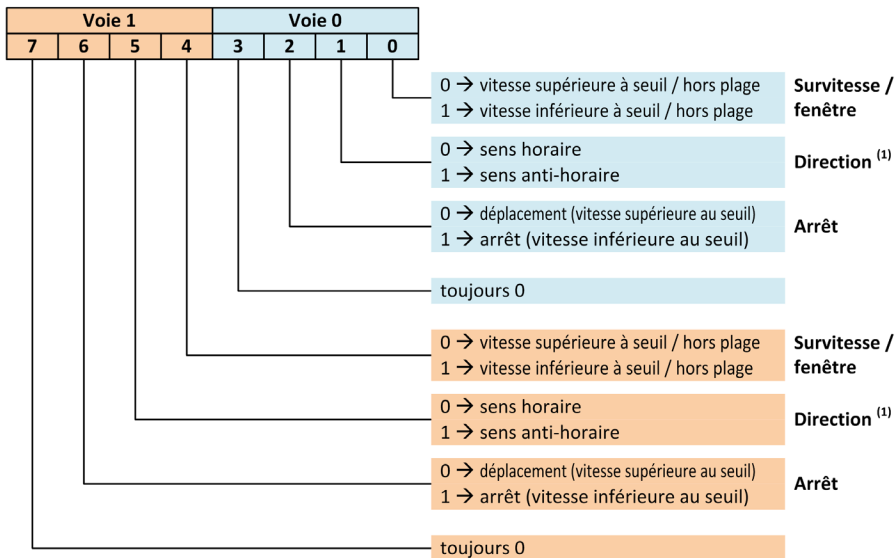 Voie 1 Voie 0
7 6 5 4 3 2 1 0
0 → vitesse supérieure à seuil / hors plage
1 → vitesse inférieure à seuil / hors plage
Survitesse /
fenêtre
0 → sens horaire
1 → sens anti-horaire
Direction (1)
0 → déplacement (vitesse supérieure au seuil)
1 → arrêt (vitesse inférieure au seuil)
Arrêt
toujours 0
0 → vitesse supérieure à seuil / hors plage
1 → vitesse inférieure à seuil / hors plage
Survitesse /
fenêtre
0 → sens horaire
1 → sens anti-horaire
Direction (1)
0 → déplacement (vitesse supérieure au seuil)
1 → arrêt (vitesse inférieure au seuil)
Arrêt
toujours 0